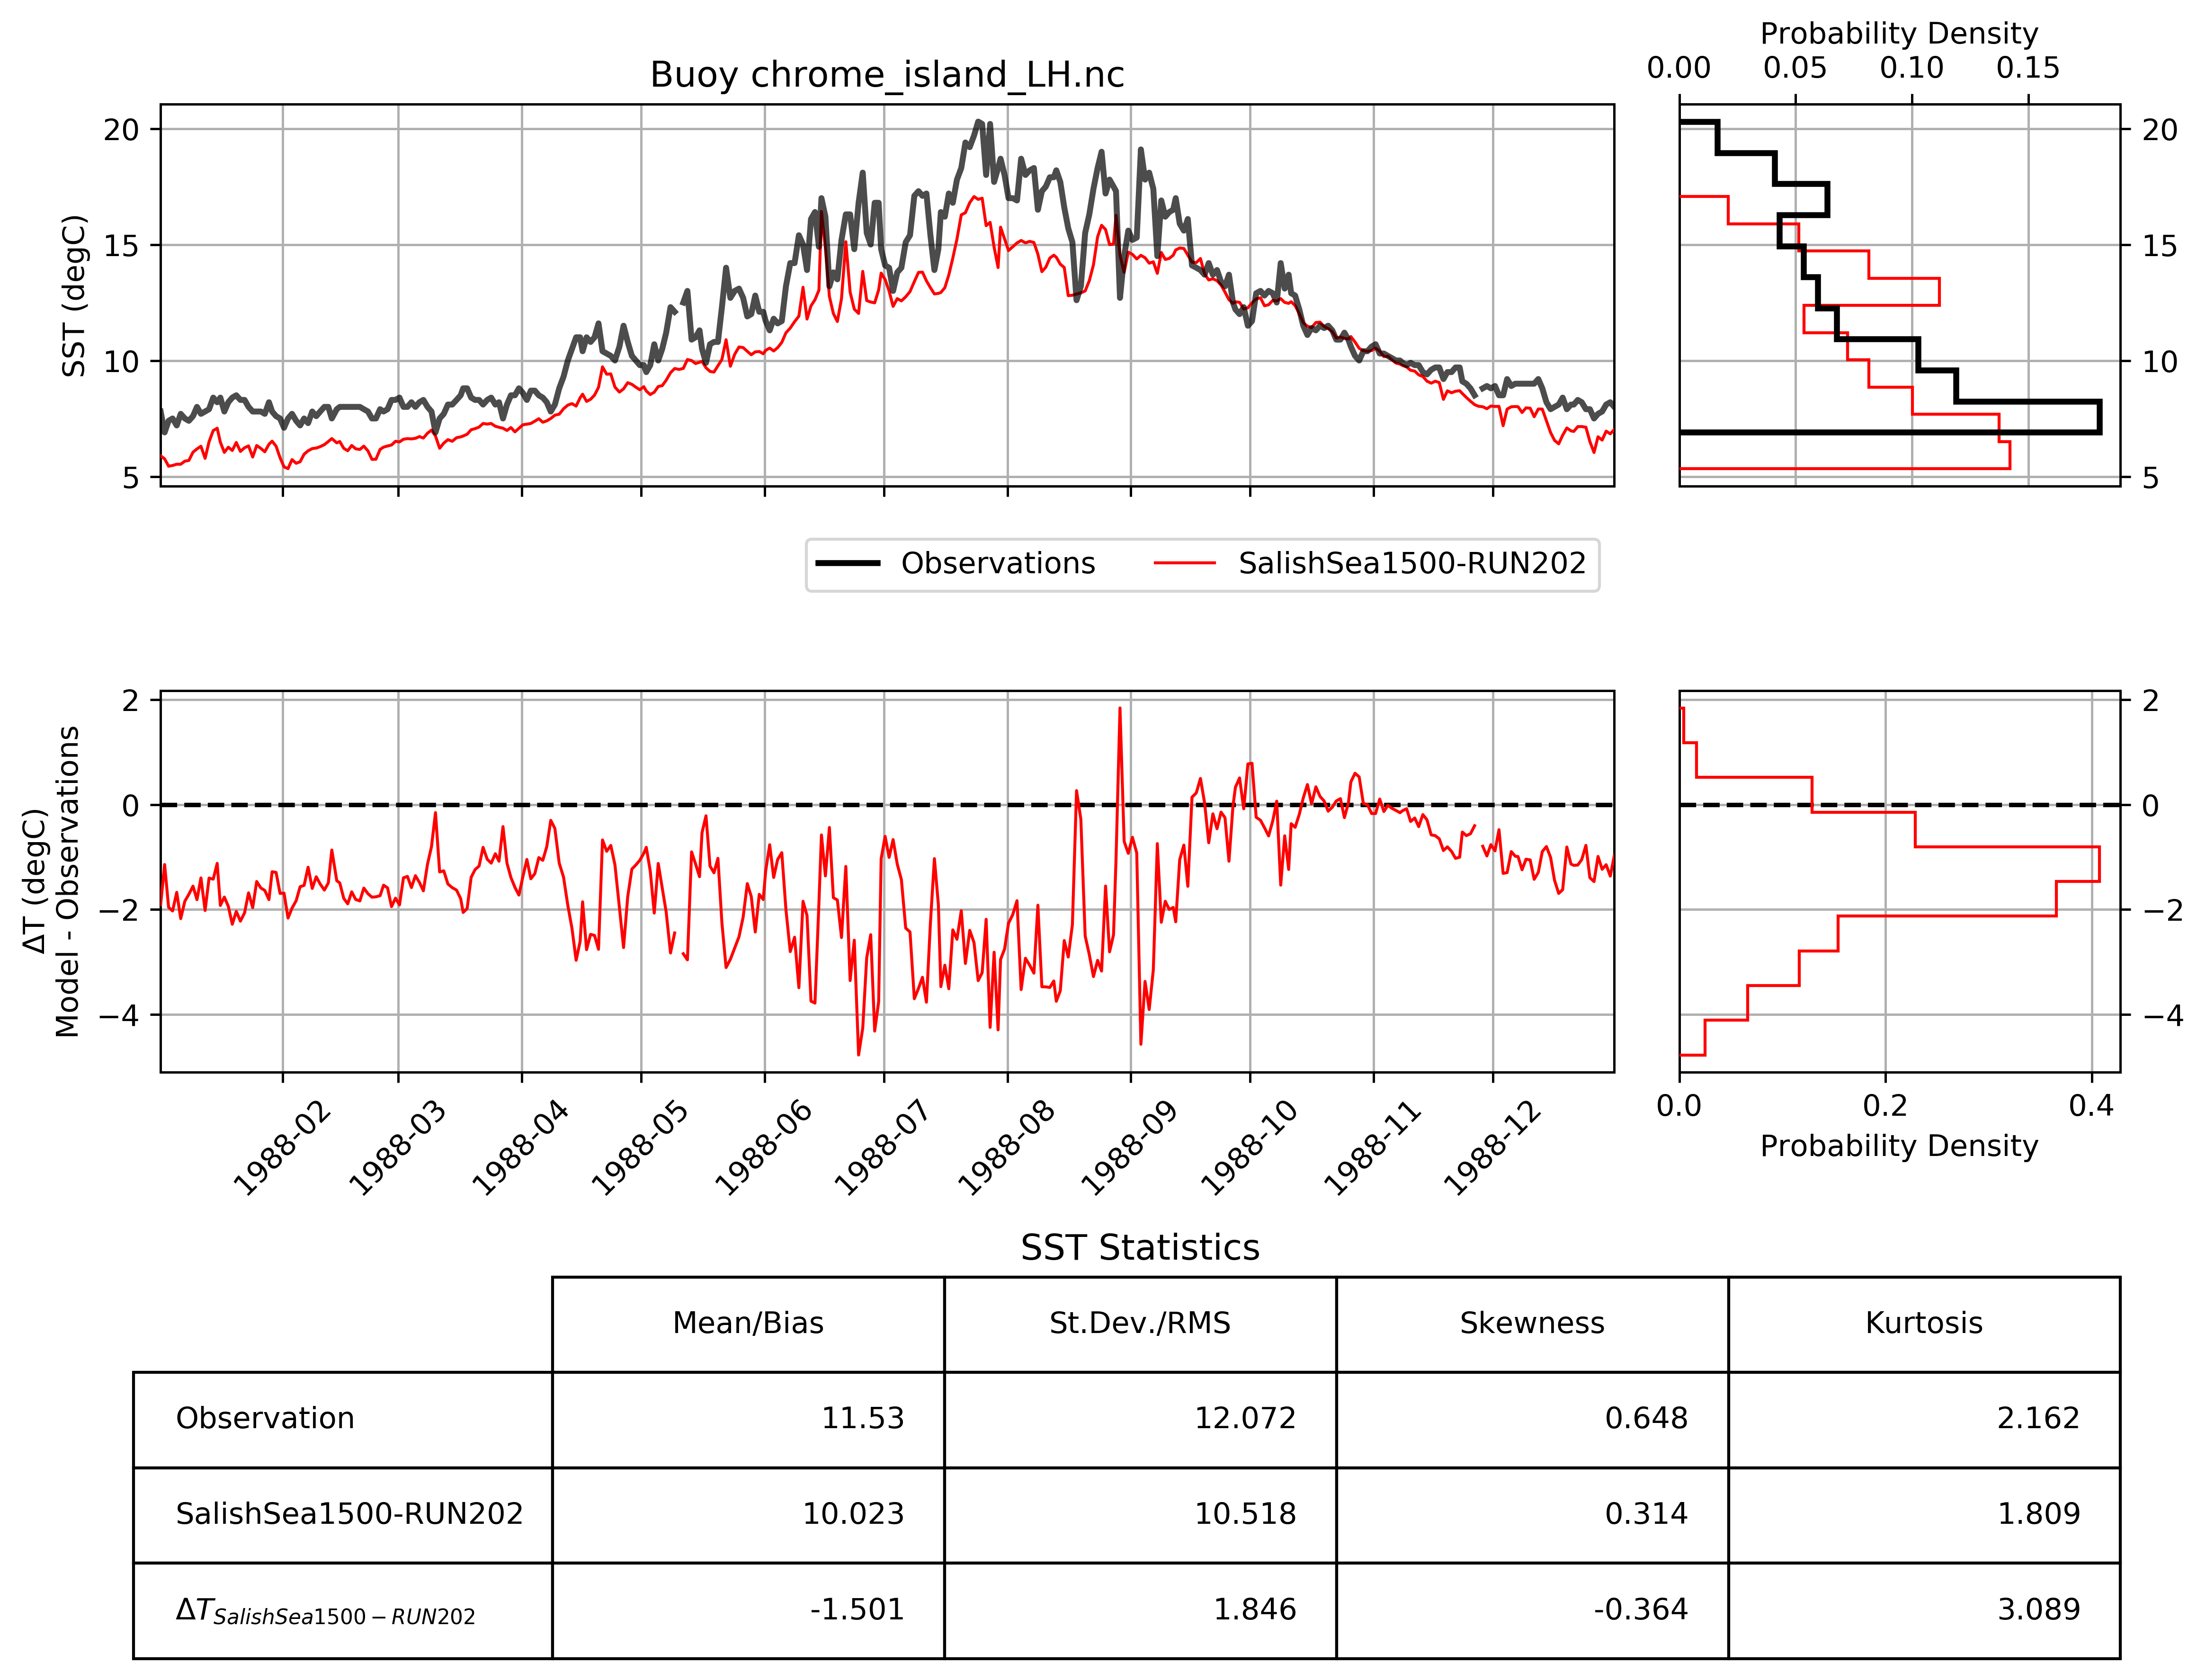 Probability Density
0.00 0.05 0.10 0.15
Buoy chrome_island_LH.nc
20
15
10
5
SST (degC)
20
15
10
5
Observations SalishSea1500-RUN202
2
0
−2
−4
ΔT (degC)
Model - Observations
2
0
−2
−4
1988-02 1988-03 1988-04 1988-05 1988-06 1988-07 1988-08 1988-09 1988-10 1988-11 1988-12
0.0 0.2 0.4
Probability Density
SST Statistics
Mean/Bias St.Dev./RMS Skewness Kurtosis
Observation 11.53 12.072 0.648 2.162
SalishSea1500-RUN202 10.023 10.518 0.314 1.809
ΔT SalishSea1500−RUN202 -1.501 1.846 -0.364 3.089